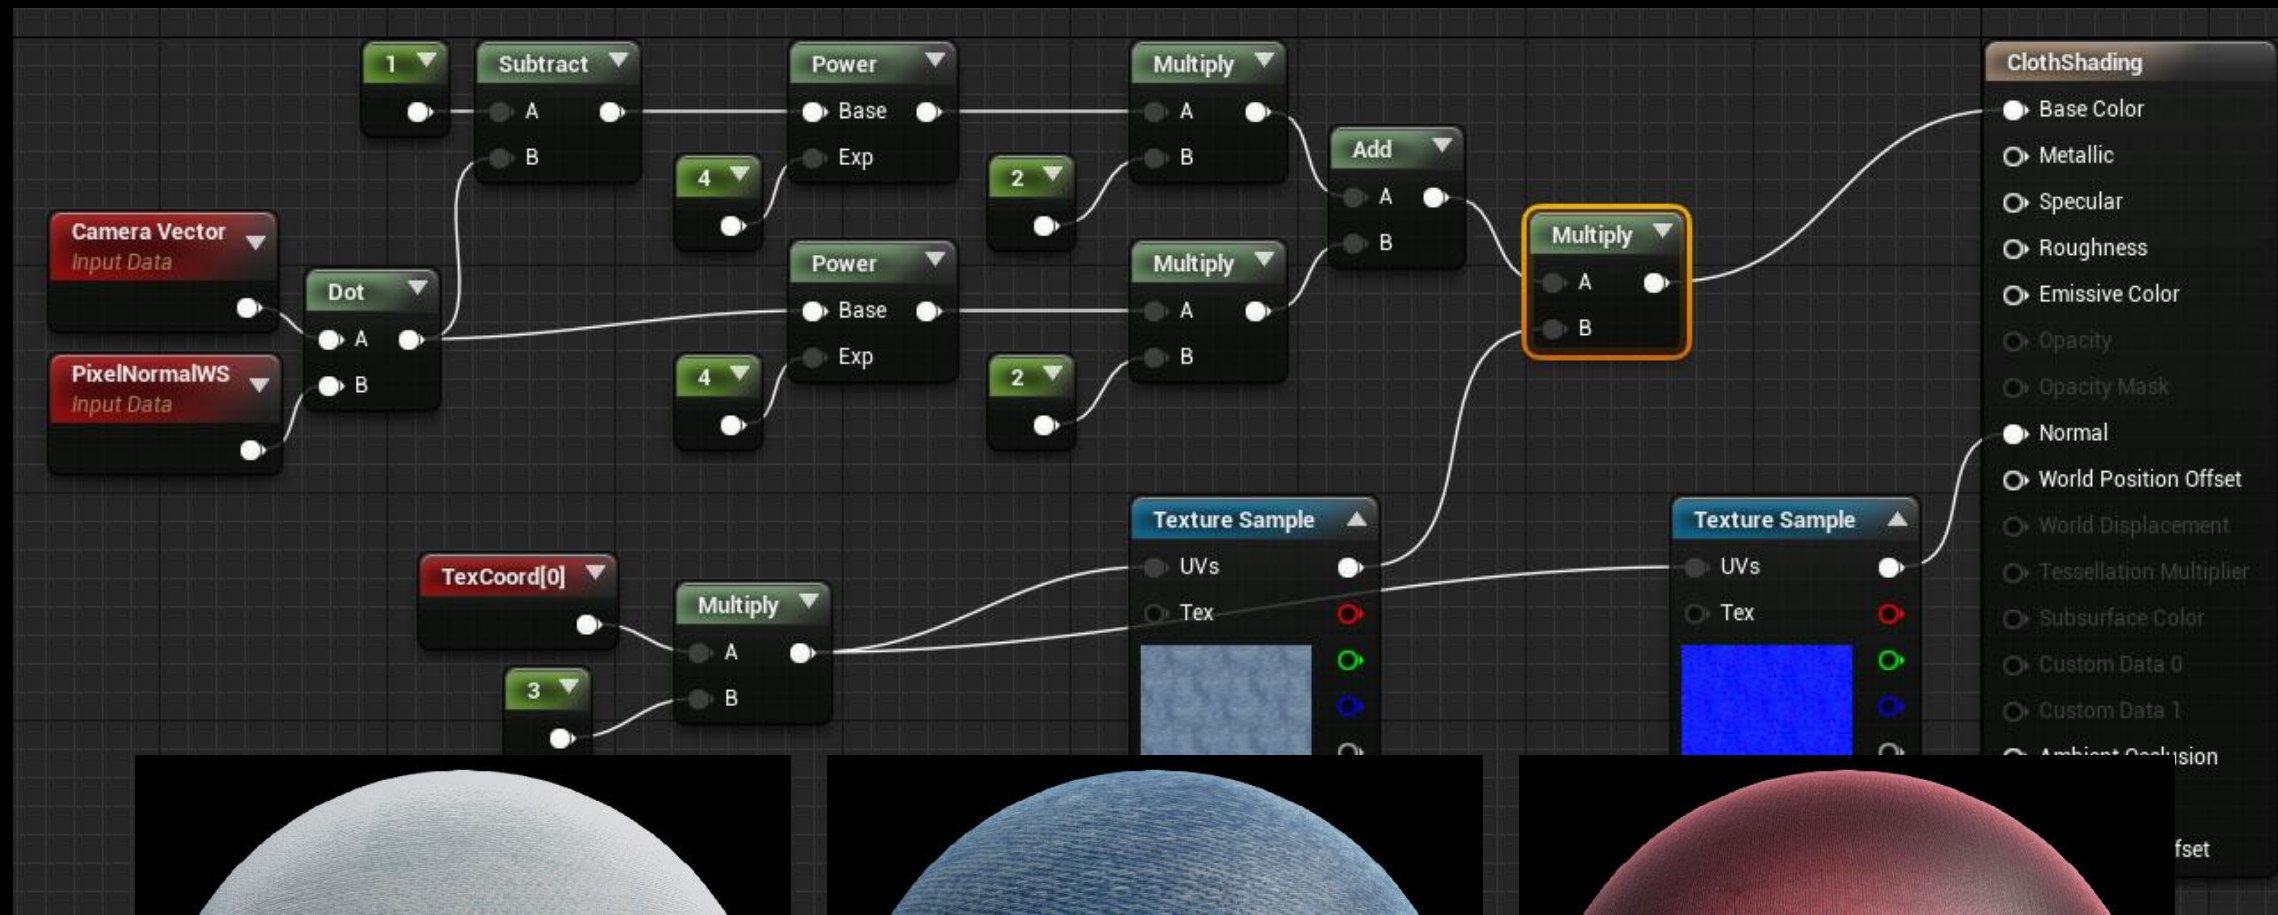 1
Subtract
A
B
Power
Base
Exp
4
Multiply
A
B
2
Add
A
B
Camera Vector
Input Data
PixelNormalWS
Input Data
Dot
A
B
Power
Base
Exp
4
Multiply
A
B
2
Multiply
A
B
TexCoord[0]
3
Multiply
A
B
Texture Sample
UVs
Tex
Texture Sample
UVs
Tex
ClothShading
Base Color
Metallic
Specular
Roughness
Emissive Color
Opacity
Opacity Mask
Normal
World Position Offset
World Displacement
Tessellation Multiplier
Subsurface Color
Custom Data 0
Custom Data 1
Ambient Occlusion
fset